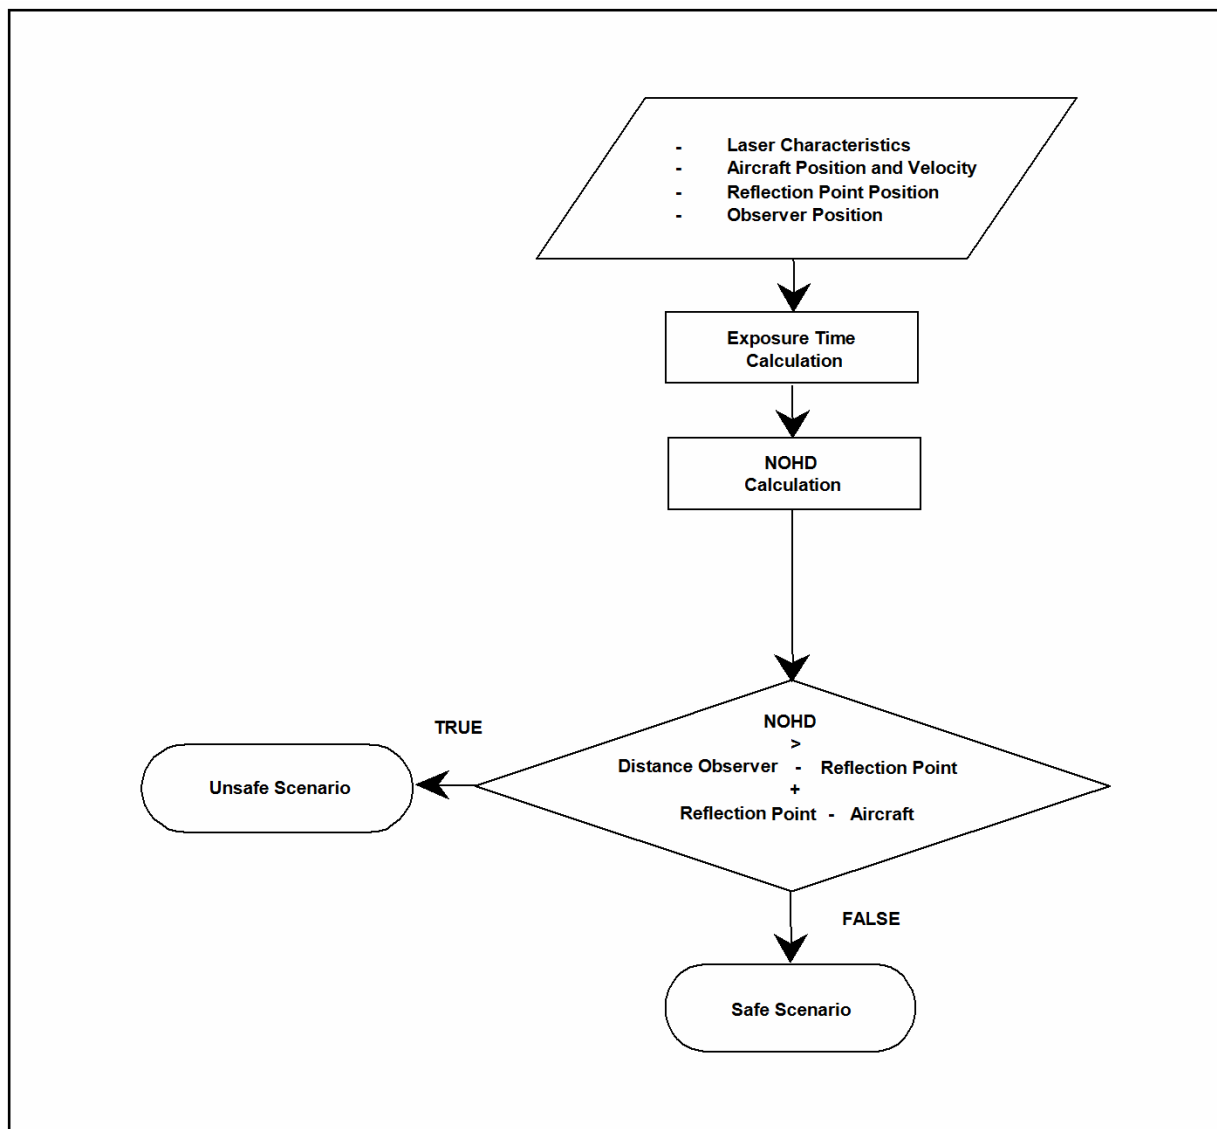 - Laser Characteristics
- Aircraft Position and Velocity
- Reflection Point Position
- Observer Position
Exposure Time
Calculation
NOHD
Calculation
NOHD
>
Distance Observer - Reflection Point
+
Reflection Point - Aircraft
TRUE
Unsafe Scenario
FALSE
Safe Scenario